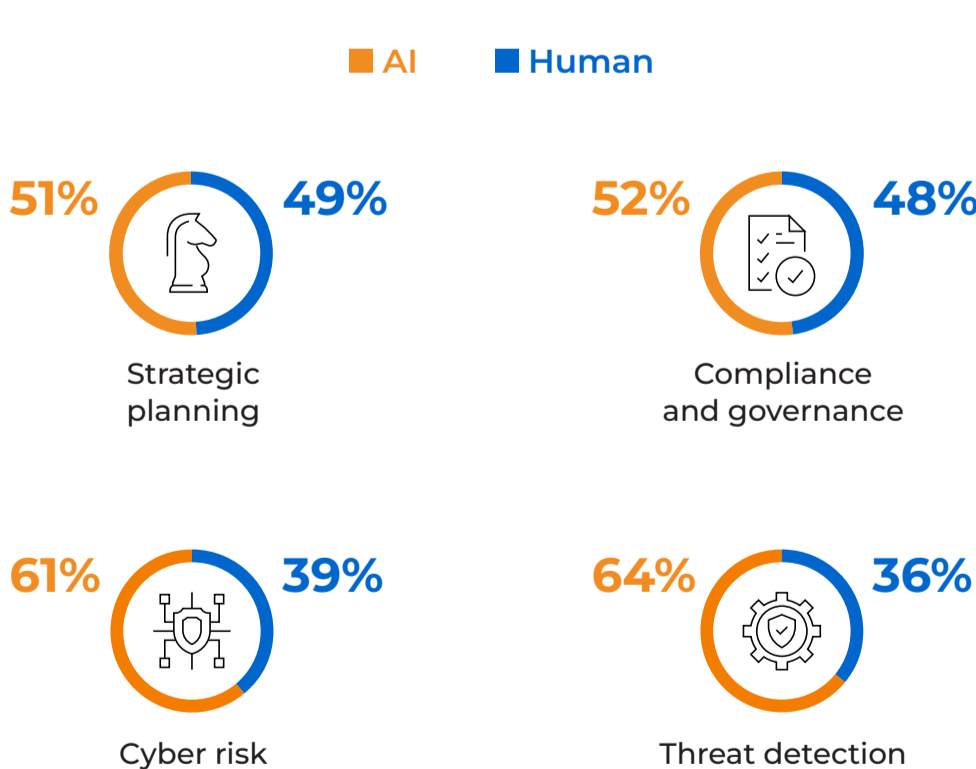 AI
Human
51%
49%
Strategic
planning
52%
48%
Compliance
and governance
61%
39%
Cyber risk
64%
36%
Threat detection